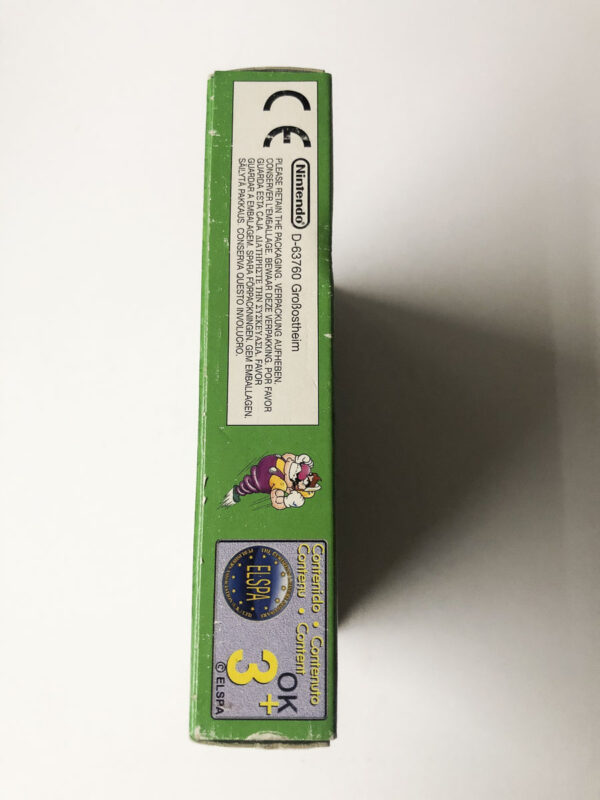 CE
Nintendo D-63760 Großostheim
PLEASE RETAIN THE PACKAGING. VERPACKUNG AUFHEBEN.
CONSERVER L'EMBALLAGE. BEWAAR DEZE VERPAKKING. POR FAVOR
GUARDA ESTA CAJA. ΔΙΑΤΗΡΗΣΤΕ ΤΗΝ ΣΥΣΚΕΥΑΣΙΑ. FAVOR
GUARDAR A EMBALAGEM. SPARA FÖRPACKNINGEN. GEM EMBALLAGEN.
SÄILYTÄ PAKKAUS. CONSERVA QUESTO INVOLUCRO.
Contenido • Contenuto
Contenu • Content
ELSPA
OK
3+
© ELSPA